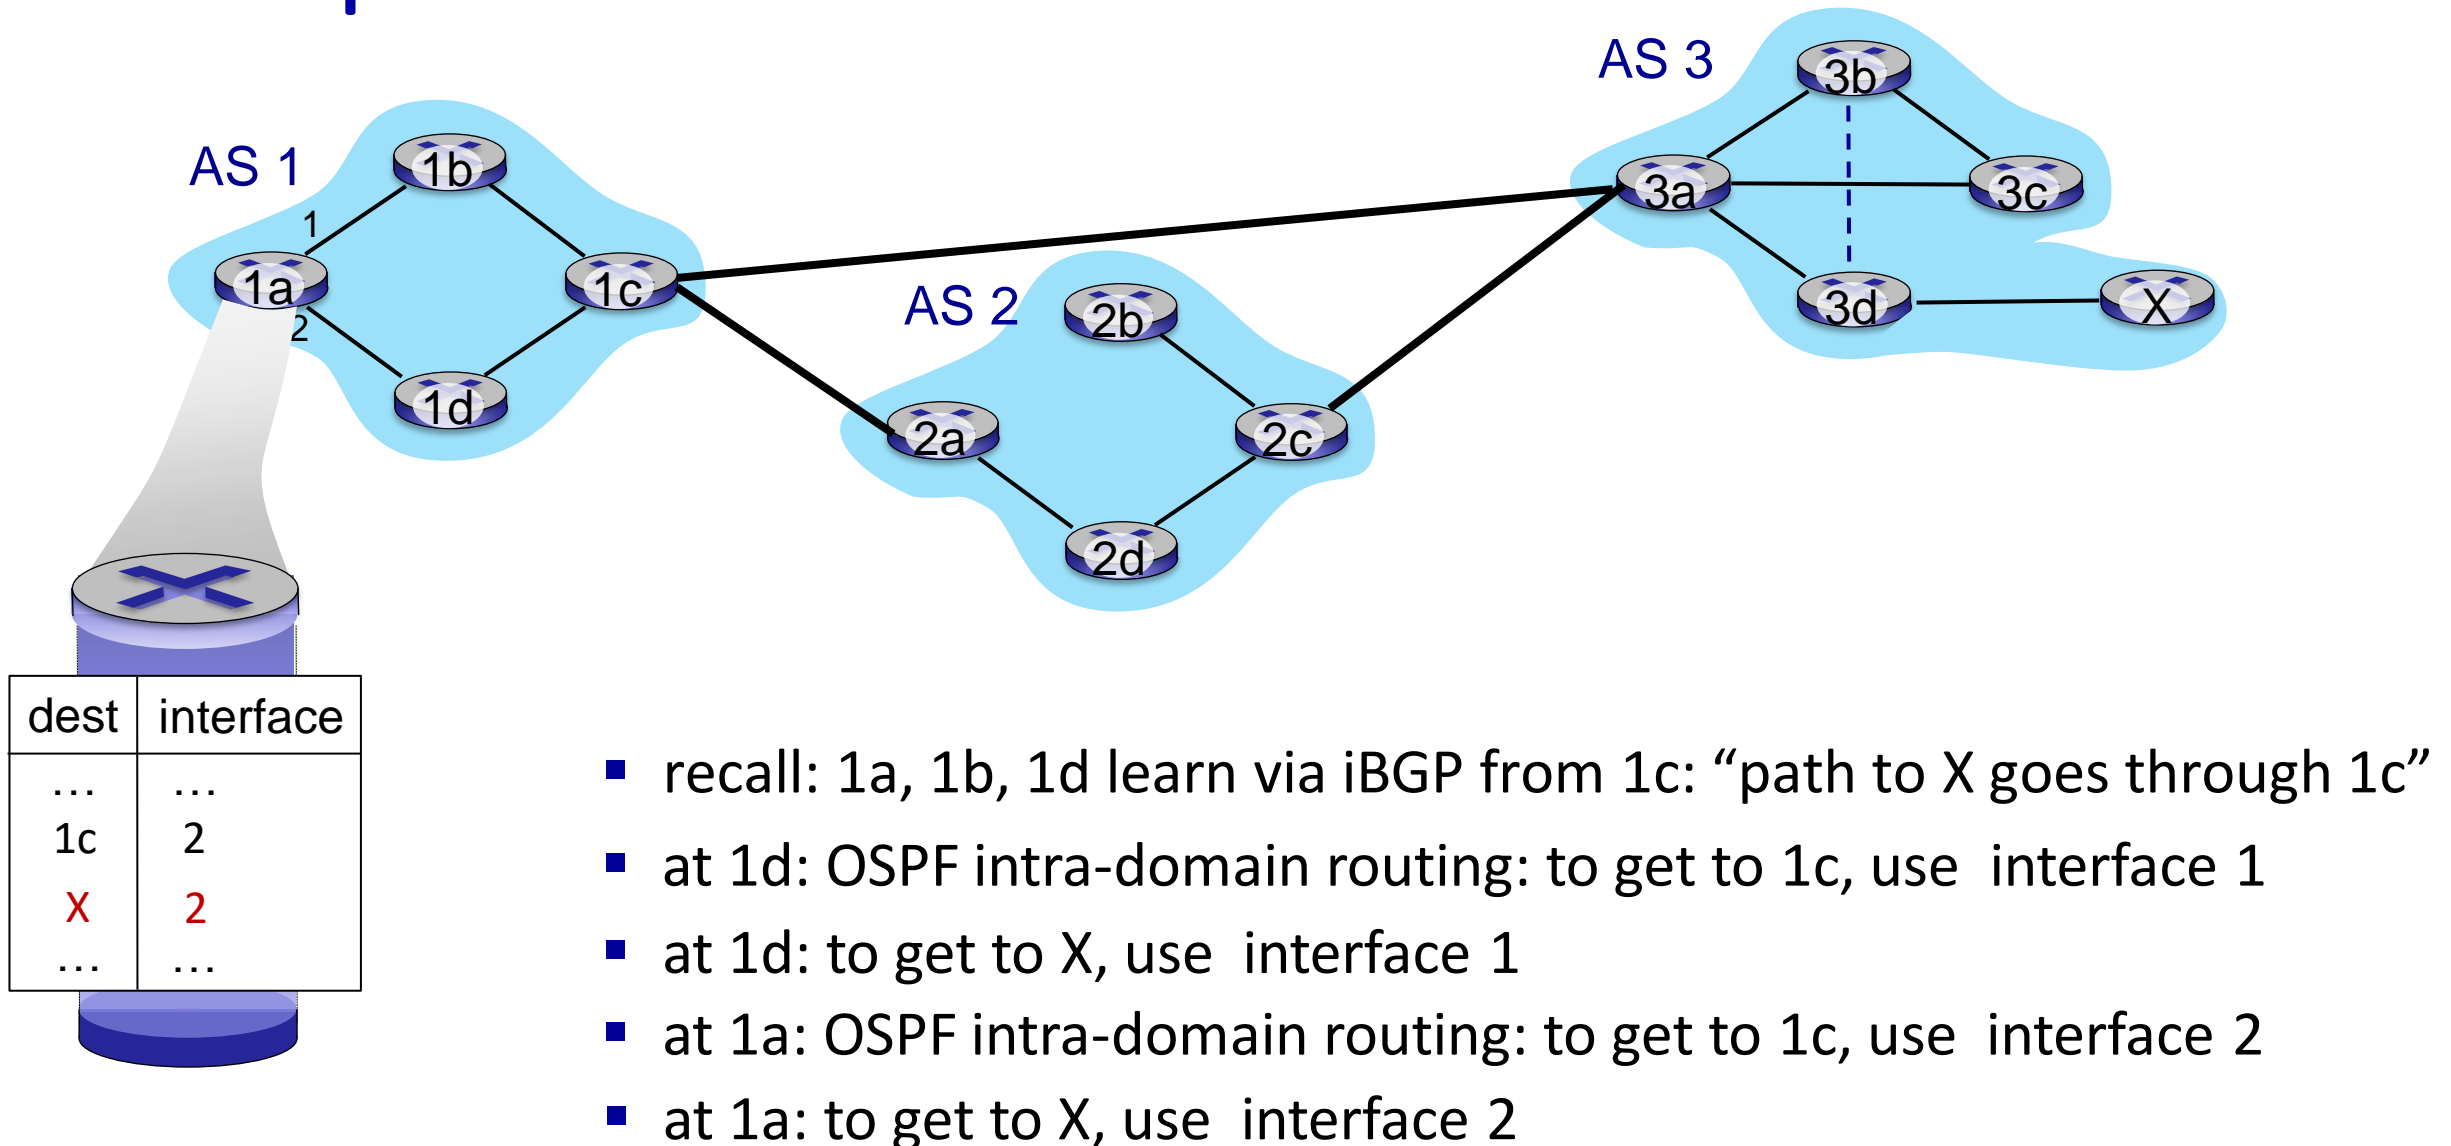 AS 3
3b
AS 1
1b
3a
3c
1
1a
1c
AS 2
2b
3d
X
2
1d
2a
2c
2d
dest interface
... ...
1c 2
X 2
... ...
recall: 1a, 1b, 1d learn via iBGP from 1c: “path to X goes through 1c”
at 1d: OSPF intra-domain routing: to get to 1c, use interface 1
at 1d: to get to X, use interface 1
at 1a: OSPF intra-domain routing: to get to 1c, use interface 2
at 1a: to get to X, use interface 2